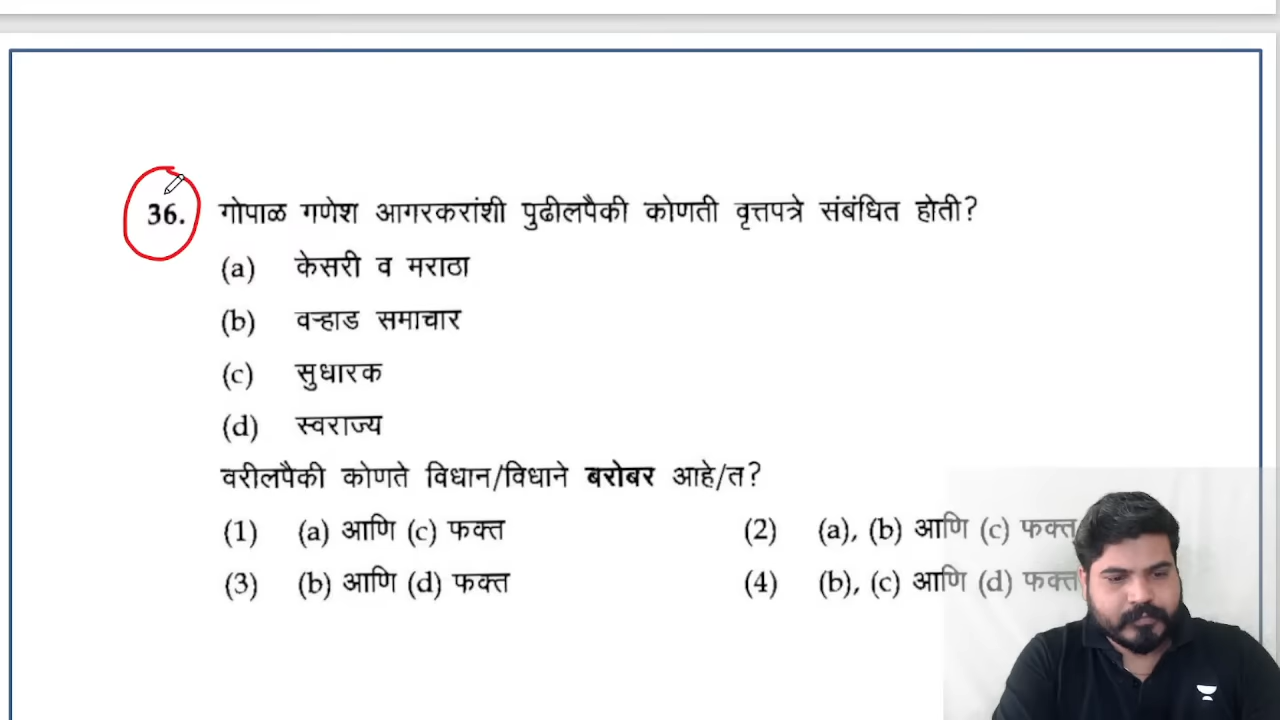 36. गोपाळ गणेश आगरकरांशी पुढीलपैकी कोणती वृत्तपत्रे संबंधित होती?
(a) केसरी व मराठा
(b) वऱ्हाड समाचार
(c) सुधारक
(d) स्वराज्य
वरीलपैकी कोणते विधान/विधाने बरोबर आहे/त?
(1) (a) आणि (c) फक्त (2) (a), (b) आणि (c) फक्त
(3) (b) आणि (d) फक्त (4) (b), (c) आणि (d) फक्त